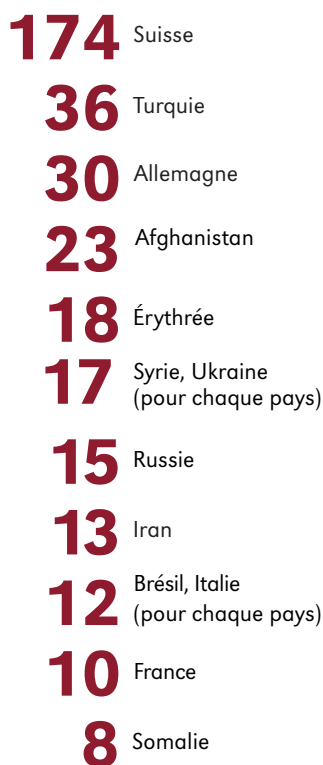 174 Suisse
36 Turquie
30 Allemagne
23 Afghanistan
18 Érythrée
17 Syrie, Ukraine
(pour chaque pays)
15 Russie
13 Iran
12 Brésil, Italie
(pour chaque pays)
10 France
8 Somalie